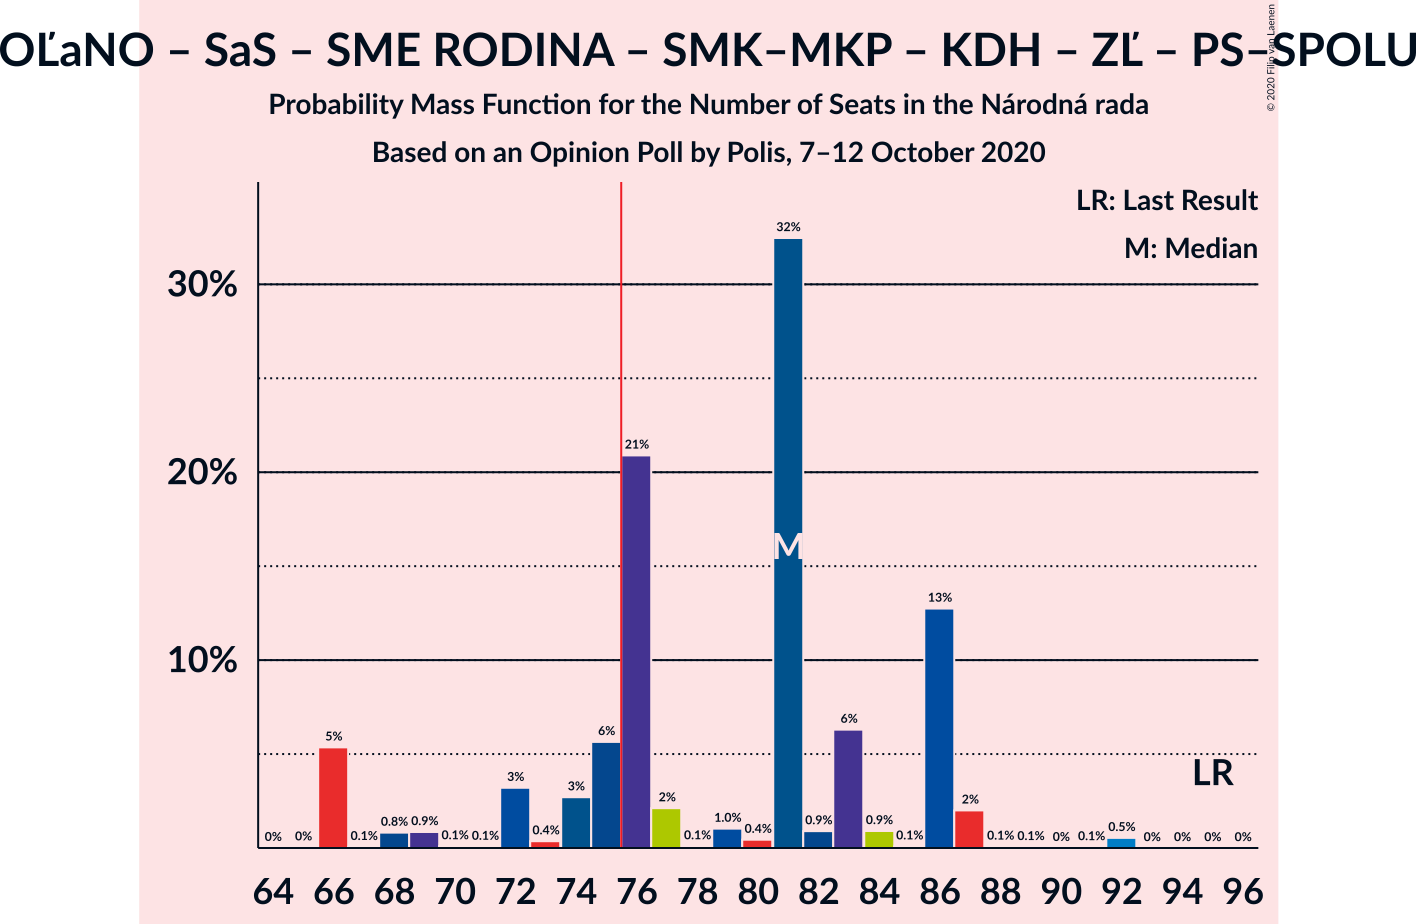 OĽaNO – SaS – SME RODINA – SMK–MKP – KDH – ZĽ – PS–SPOLU
© 2020 Filip van Laenen
Probability Mass Function for the Number of Seats in the Národná rada
Based on an Opinion Poll by Polis, 7–12 October 2020
LR: Last Result
M: Median
30%
20%
10%
0% 0% 5% 0.1% 0.8% 0.9% 0.1% 0.1% 3% 0.4% 3% 6% 21% 2% 0.1% 1.0% 0.4% 32% 0.9% 6% 0.9% 0.1% 13% 2% 0.1% 0.1% 0% 0.1% 0.5% 0% 0% 0% 0%
M
LR
64 66 68 70 72 74 76 78 80 82 84 86 88 90 92 94 96